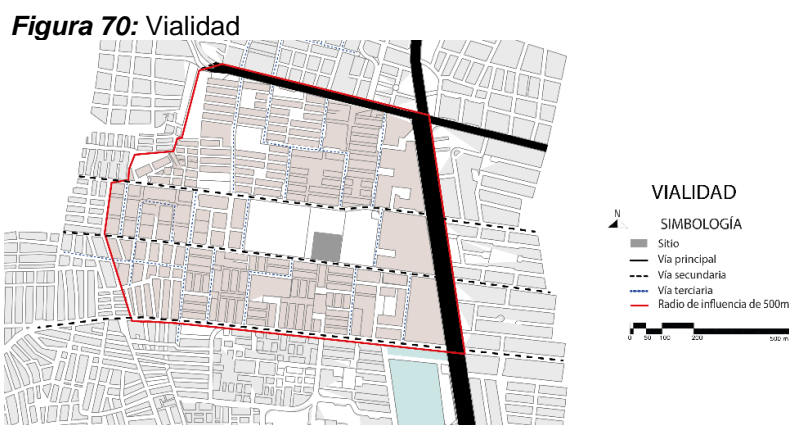 Figura 70: Vialidad
VIALIDAD
N
SIMBOLOGÍA
Sitio
Vía principal
Vía secundaria
Vía terciaria
Radio de influencia de 500m
0 50 100 200 500 m